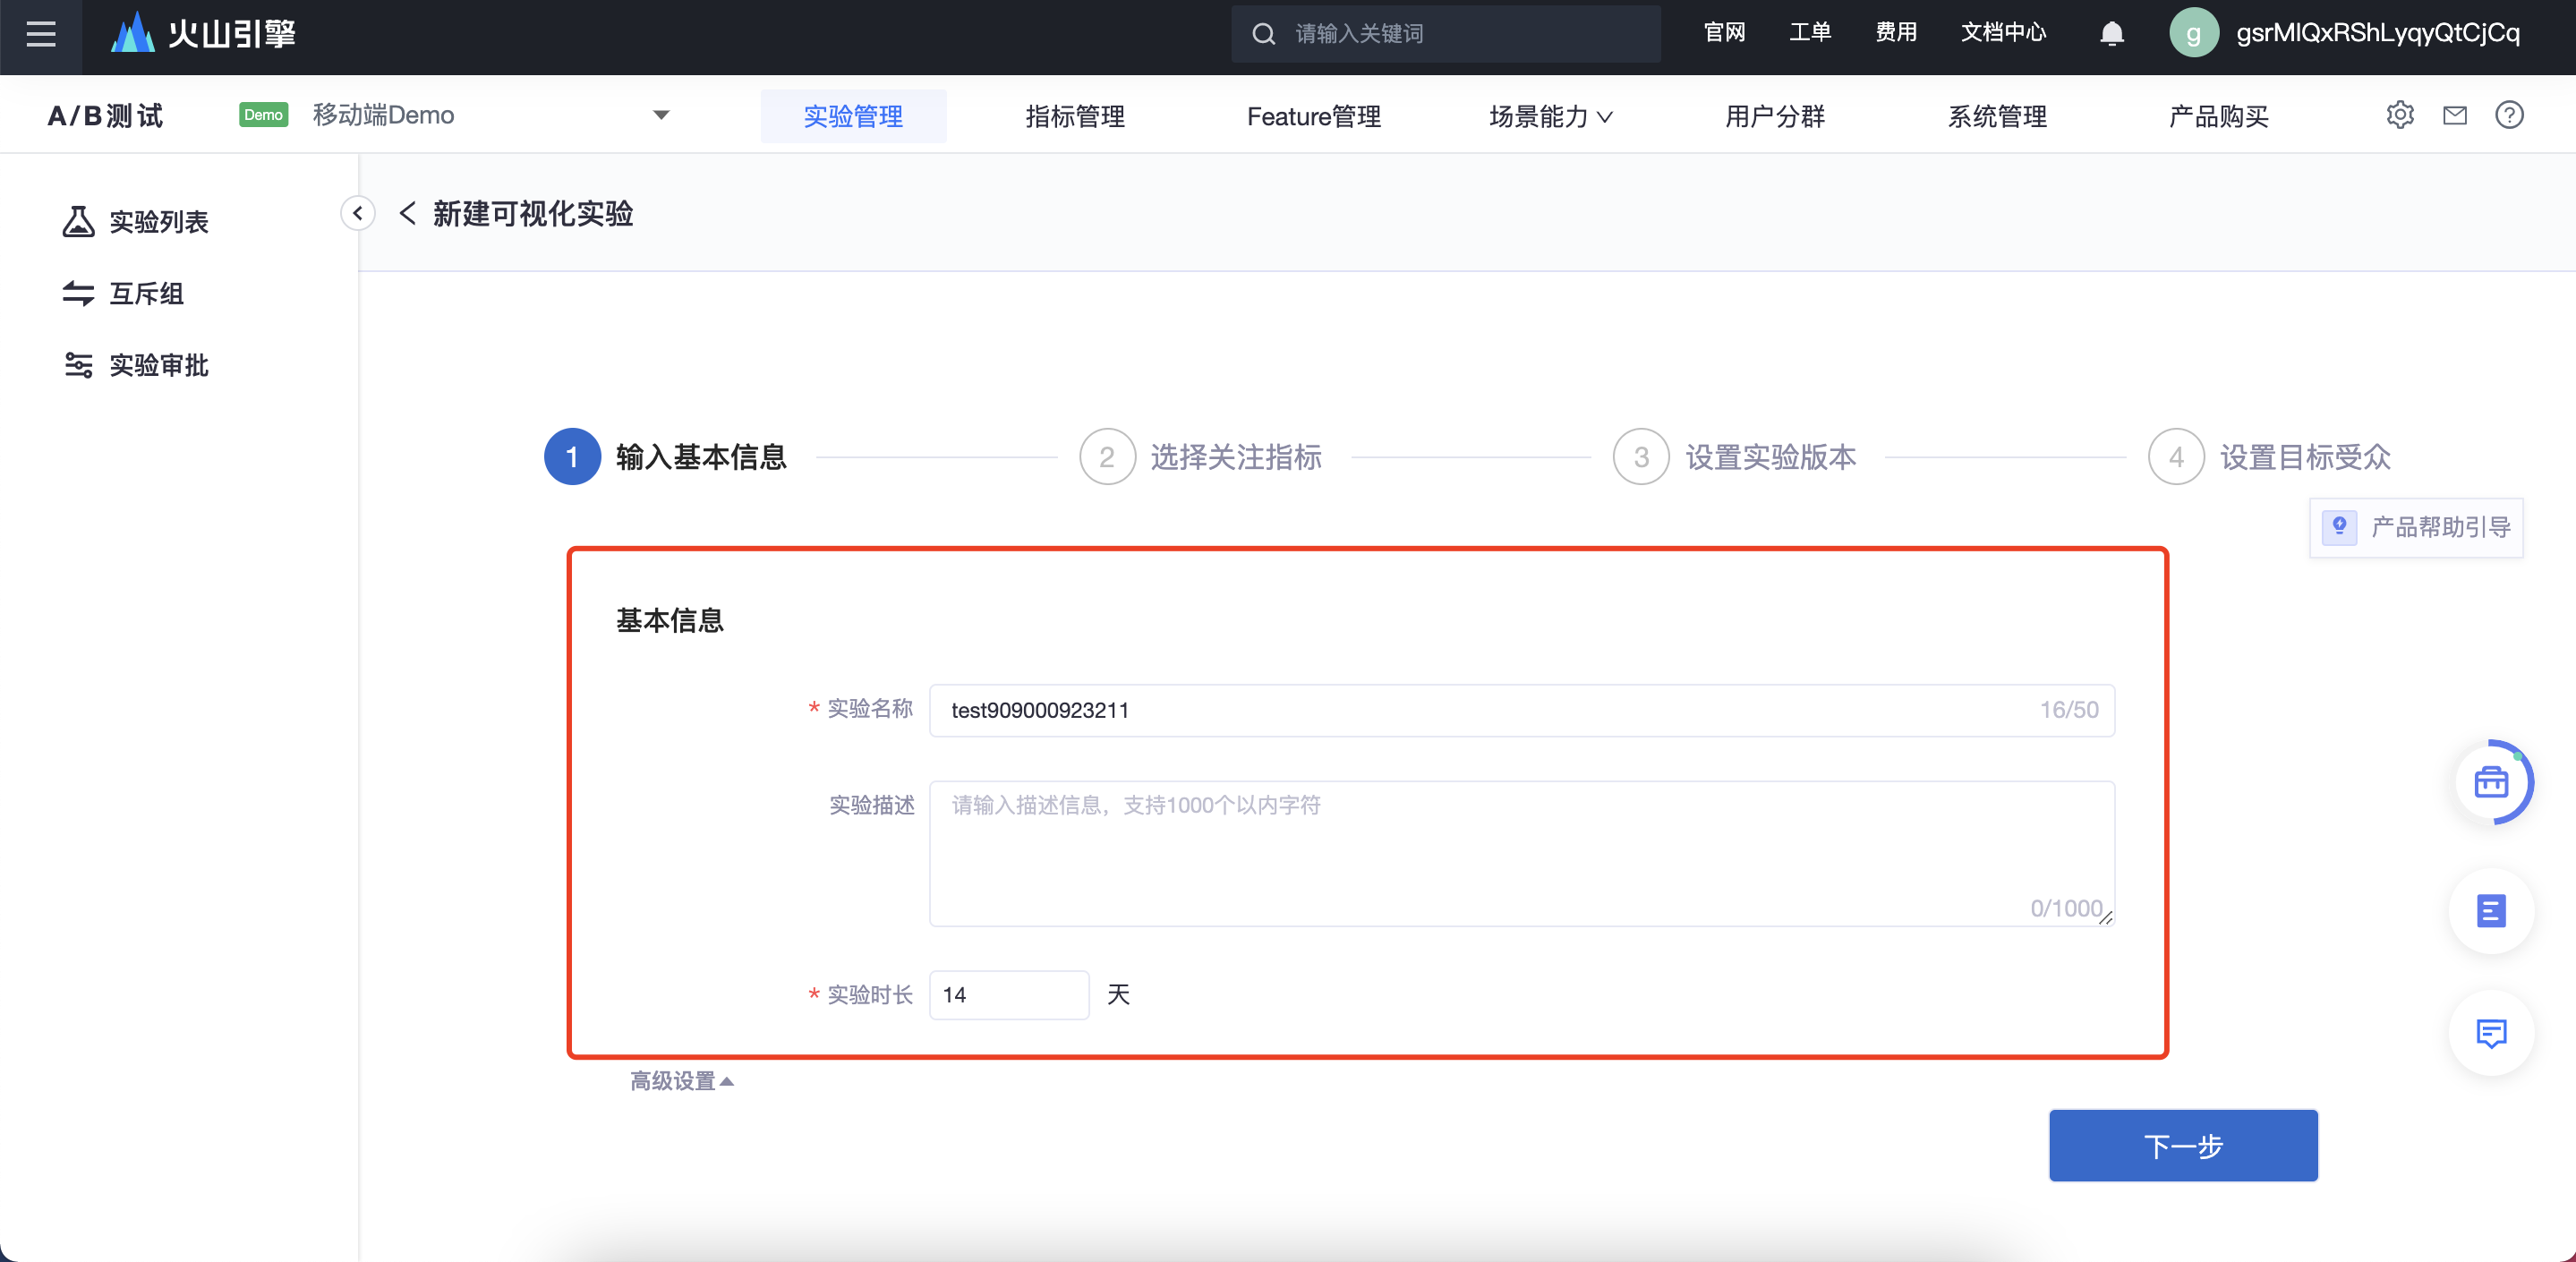 火山引擎
请输入关键词
官网 工单 费用 文档中心
g gsrMlQxRShLyqyQtCjCq
A/B测试
Demo 移动端Demo
实验管理 指标管理 Feature管理 场景能力 用户分群 系统管理 产品购买
实验列表
互斥组
实验审批
新建可视化实验
1 输入基本信息
2 选择关注指标
3 设置实验版本
4 设置目标受众
产品帮助引导
基本信息
* 实验名称 test909000923211 16/50
实验描述 请输入描述信息，支持1000个以内字符
0/1000
* 实验时长 14 天
高级设置
下一步